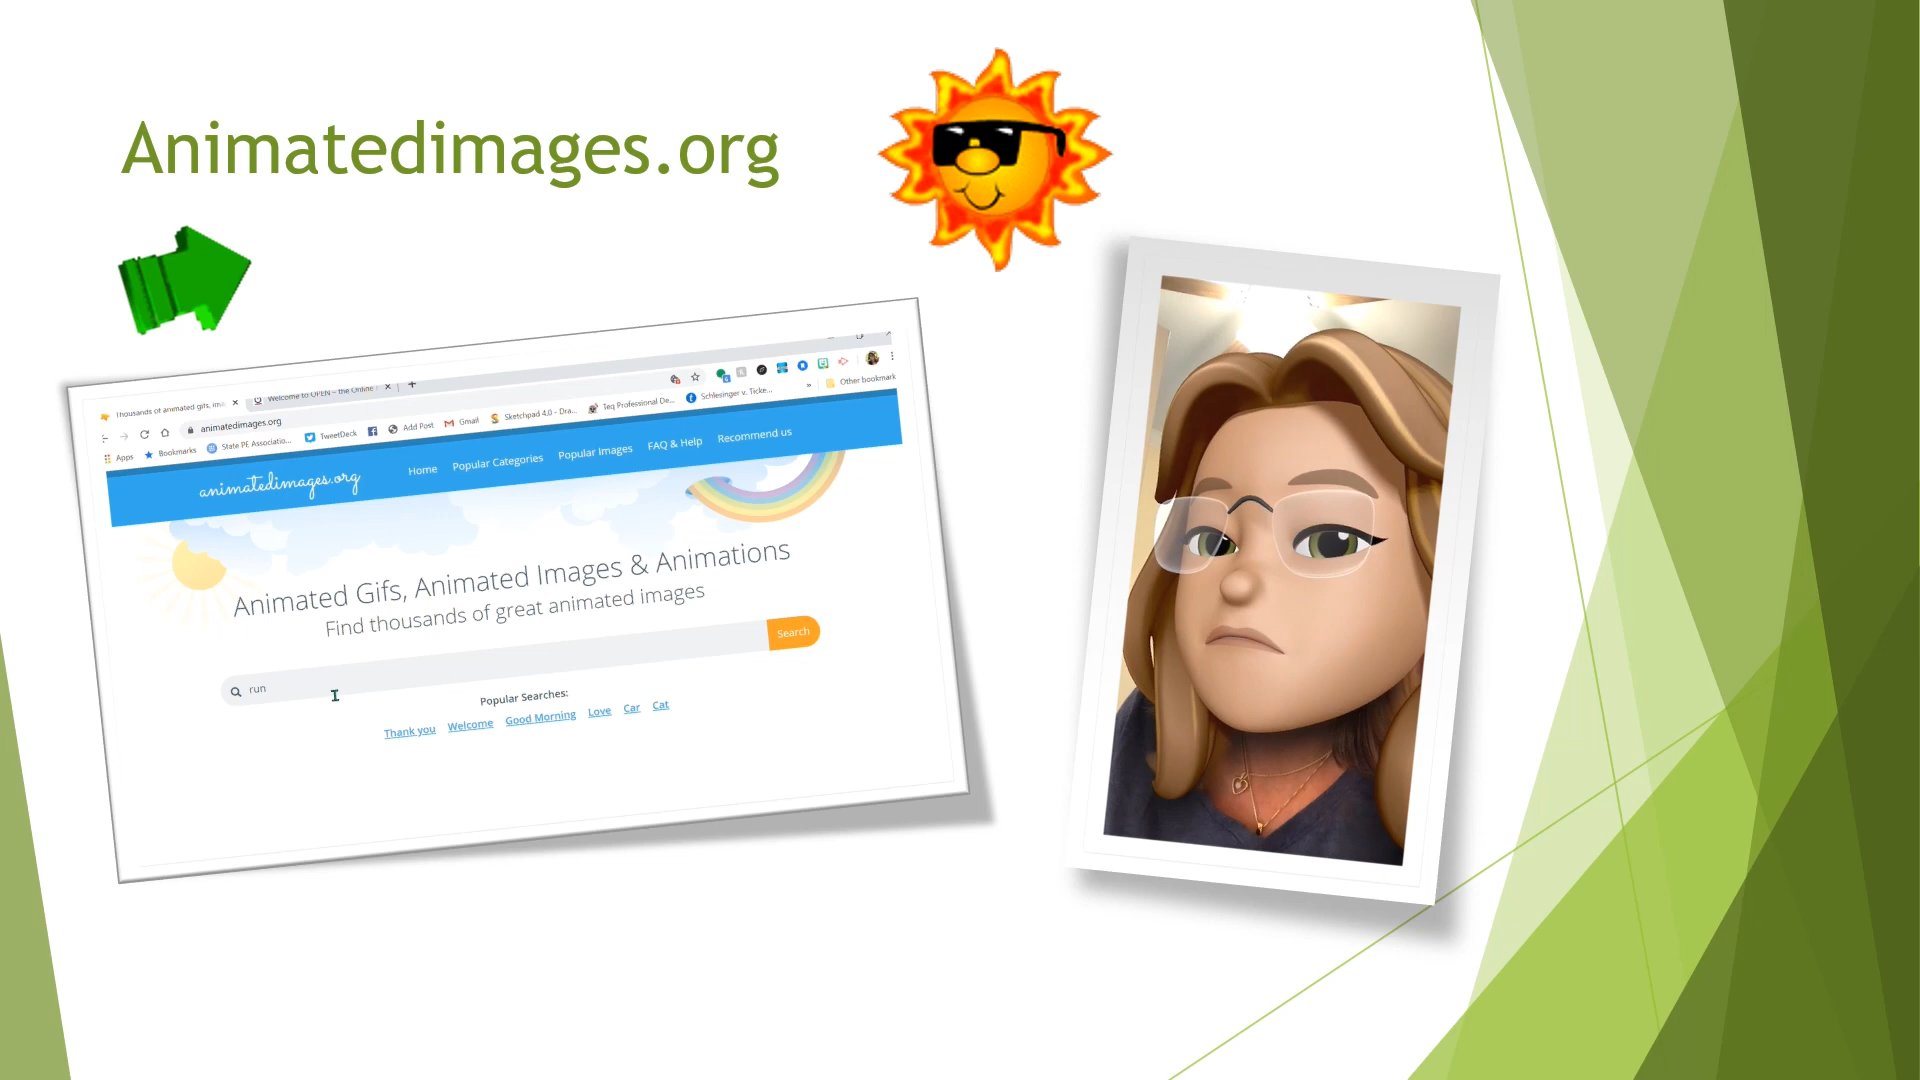 Animatedimages.org
Thousands of animated gifs, im
Welcome to OPEN – the Online
animatedimages.org
Apps
Bookmarks
State PE Associatio...
TweetDeck
Add Post
Gmail
Sketchpad 4.0 - Dra...
Teq Professional De...
Schlesinger v. Ticke...
»
Other bookmark
animatedimages.org
Home
Popular Categories
Popular Images
FAQ & Help
Recommend us
Animated Gifs, Animated Images & Animations
Find thousands of great animated images
run
Search
Popular Searches:
Thank you Welcome Good Morning Love Car Cat